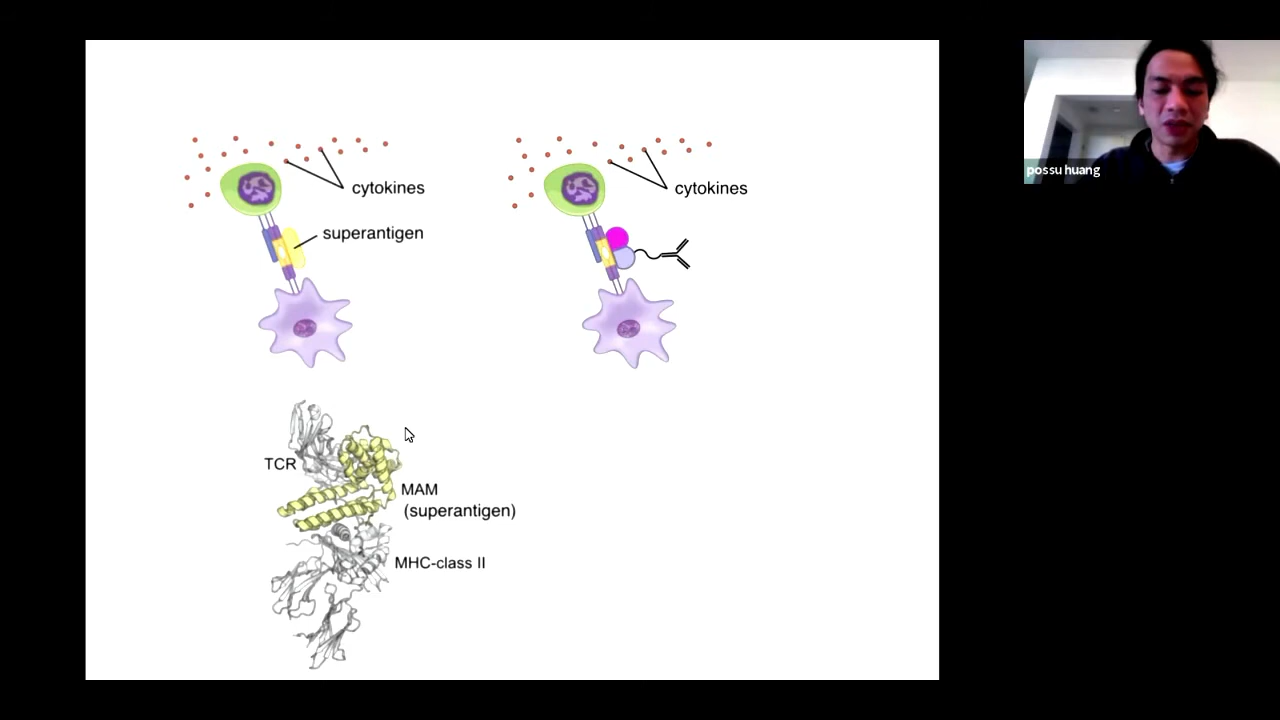 cytokines
superantigen
cytokines
TCR
MAM
(superantigen)
MHC-class II
possu huang